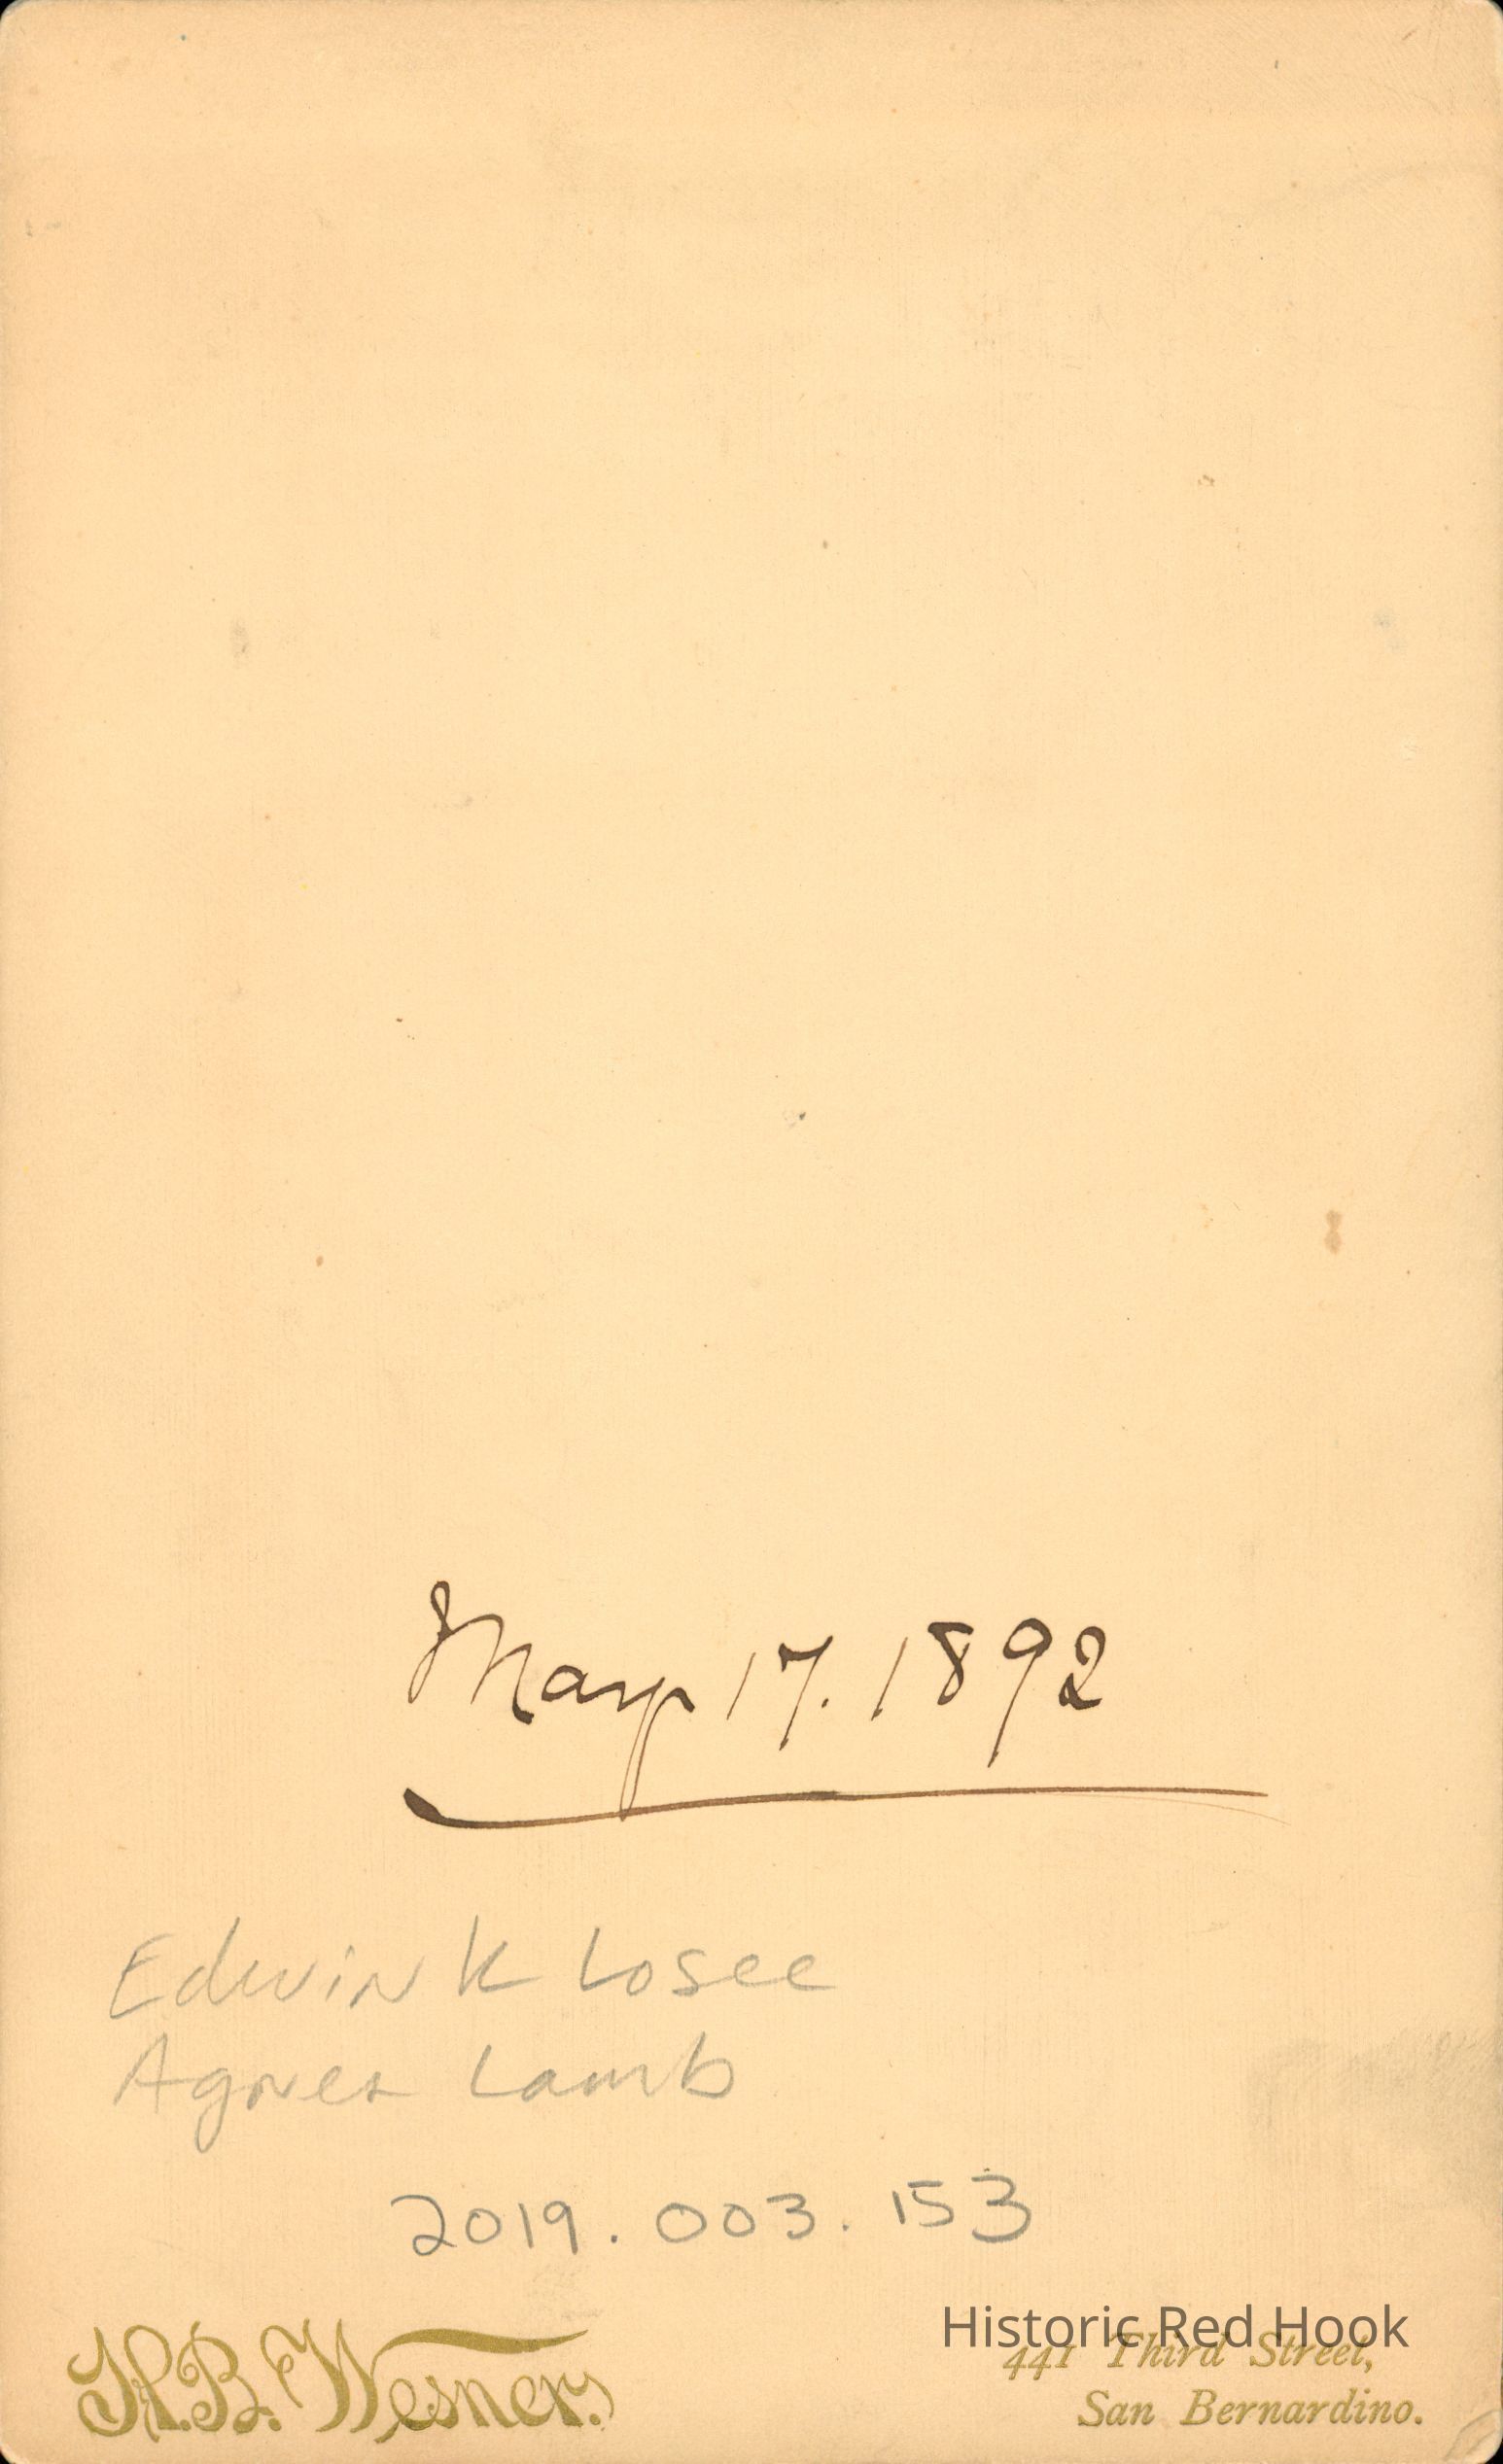 May 17. 1892
Edwin K Losee
Agnes Lamb
2019.003.153
Historic Red Hook
H.B. Wesner.
441 Third Street,
San Bernardino.